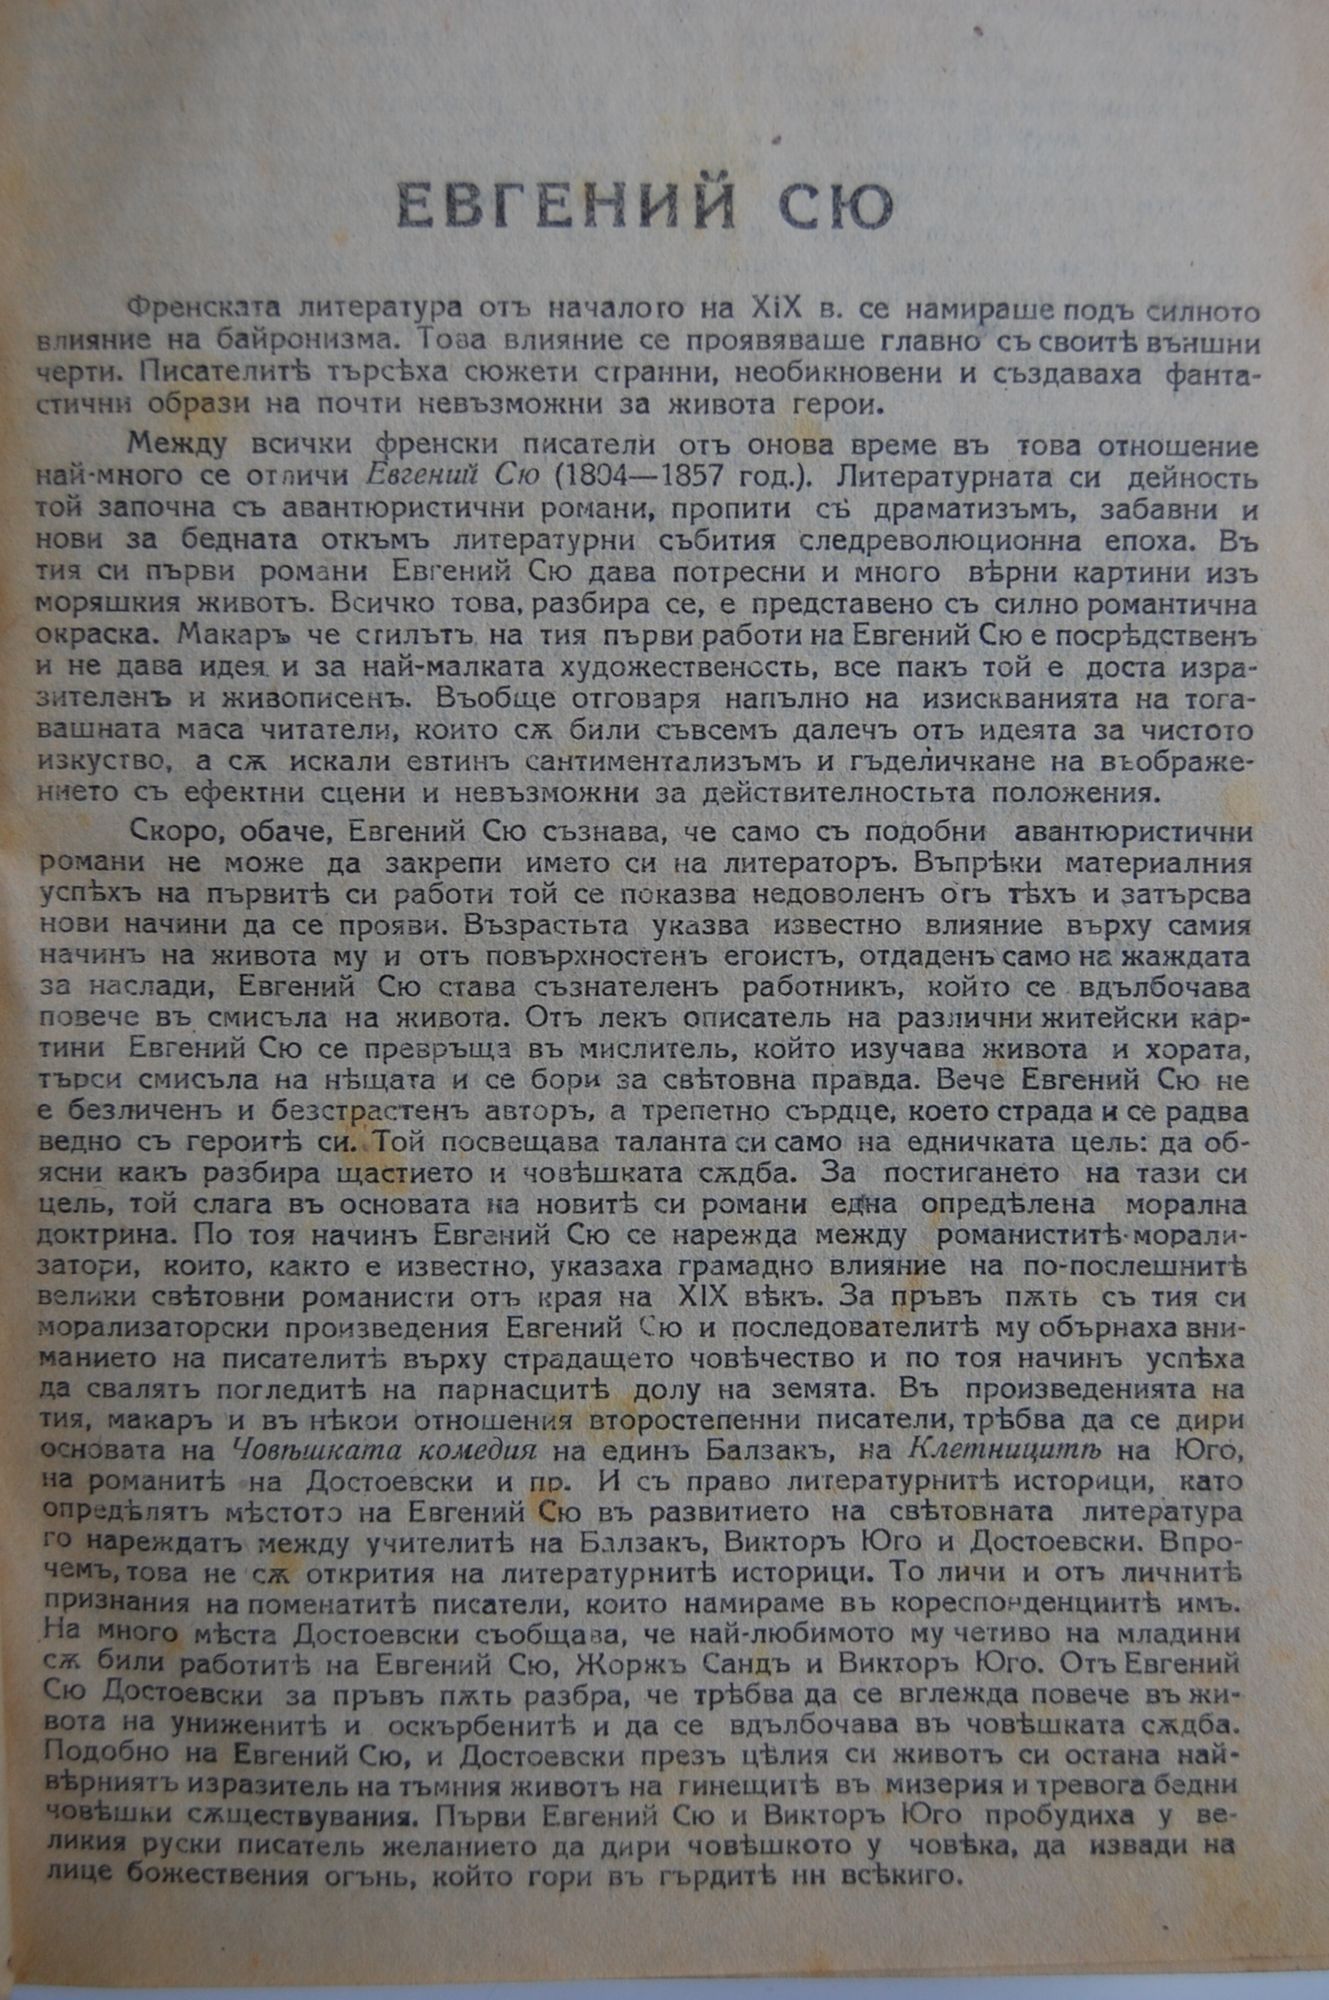 ЕВГЕНИЙ СЮ
Френската литература отъ началото на XIX в. се намираше подъ силното
влияние на байронизма. Това влияние се проявяваше главно съ своитѣ външни
черти. Писателитѣ търсѣха сюжети странни, необикновени и създаваха фанта-
стични образи на почти невъзможни за живота герои.
Между всички френски писатели отъ онова време въ това отношение
най-много се отличи Евгений Сю (1804—1857 год.). Литературната си дейность
той започна съ авантюристични романи, пропити съ драматизъмъ, забавни и
нови за бедната откъмъ литературни събития следреволюционна епоха. Въ
тия си първи романи Евгений Сю дава потресни и много вѣрни картини изъ
моряшкия животъ. Всичко това, разбира се, е представено съ силно романтична
окраска. Макаръ че стилътъ на тия първи работи на Евгений Сю е посрѣдственъ
и не дава идея и за най-малката художественость, все пакъ той е доста изра-
зителенъ и живописенъ. Въобще отговаря напълно на изискванията на тога-
вашната маса читатели, които сѫ били съвсемъ далечъ отъ идеята за чистото
изкуство, а сѫ искали евтинъ сантиментализъмъ и гъделичкане на въображе-
нието съ ефектни сцени и невъзможни за действителностьта положения.
Скоро, обаче, Евгений Сю съзнава, че само съ подобни авантюристични
романи не може да закрепи името си на литераторъ. Въпрѣки материалния
успѣхъ на първитѣ си работи той се показва недоволенъ отъ тѣхъ и затърсва
нови начини да се прояви. Възрастьта указва известно влияние върху самия
начинъ на живота му и отъ повърхностенъ егоистъ, отдаденъ само на жаждата
за наслади, Евгений Сю става съзнателенъ работникъ, който се вдълбочава
повече въ смисъла на живота. Отъ лекъ описатель на различни житейски кар-
тини Евгений Сю се превръща въ мислитель, който изучава живота и хората,
търси смисъла на нѣщата и се бори за свѣтовна правда. Вече Евгений Сю не
е безличенъ и безстрастенъ авторъ, а трепетно сърдце, което страда и се радва
ведно съ героитѣ си. Той посвещава таланта си само на едничката цель: да об-
ясни какъ разбира щастието и човѣшката сѫдба. За постигането на тази си
цель, той слага въ основата на новитѣ си романи една опредѣлена морална
доктрина. По тоя начинъ Евгений Сю се нарежда между романиститѣ-морали-
затори, които, както е известно, указаха грамадно влияние на по-послешнитѣ
велики свѣтовни романисти отъ края на XIX вѣкъ. За пръвъ пѫть съ тия си
морализаторски произведения Евгений Сю и последователитѣ му обърнаха вни-
манието на писателитѣ върху страдащето човѣчество и по тоя начинъ успѣха
да свалятъ погледитѣ на парнасцитѣ долу на земята. Въ произведенията на
тия, макаръ и въ нѣкои отношения второстепенни писатели, трѣбва да се дири
основата на Човѣшката комедия на единъ Балзакъ, на Клетницитѣ на Юго,
на романитѣ на Достоевски и пр. И съ право литературнитѣ историци, като
опредѣлятъ мѣстото на Евгений Сю въ развитието на свѣтовната литература
го нареждатъ между учителитѣ на Балзакъ, Викторъ Юго и Достоевски. Впро-
чемъ, това не сѫ открития на литературнитѣ историци. То личи и отъ личнитѣ
признания на поменатитѣ писатели, които намираме въ кореспонденциитѣ имъ.
На много мѣста Достоевски съобщава, че най-любимото му четиво на младини
сѫ били работитѣ на Евгений Сю, Жоржъ Сандъ и Викторъ Юго. Отъ Евгений
Сю Достоевски за пръвъ пѫть разбра, че трѣбва да се вглежда повече въ жи-
вота на униженитѣ и оскърбенитѣ и да се вдълбочава въ човѣшката сѫдба.
Подобно на Евгений Сю, и Достоевски презъ цѣлия си животъ си остана най-
вѣрниятъ изразитель на тъмния животъ на гинещитѣ въ мизерия и тревога бедни
човѣшки сѫществувания. Първи Евгений Сю и Викторъ Юго пробудиха у ве-
ликия руски писатель желанието да дири човѣшкото у човѣка, да извади на
лице божествения огънь, който гори въ гърдитѣ нн всѣкиго.